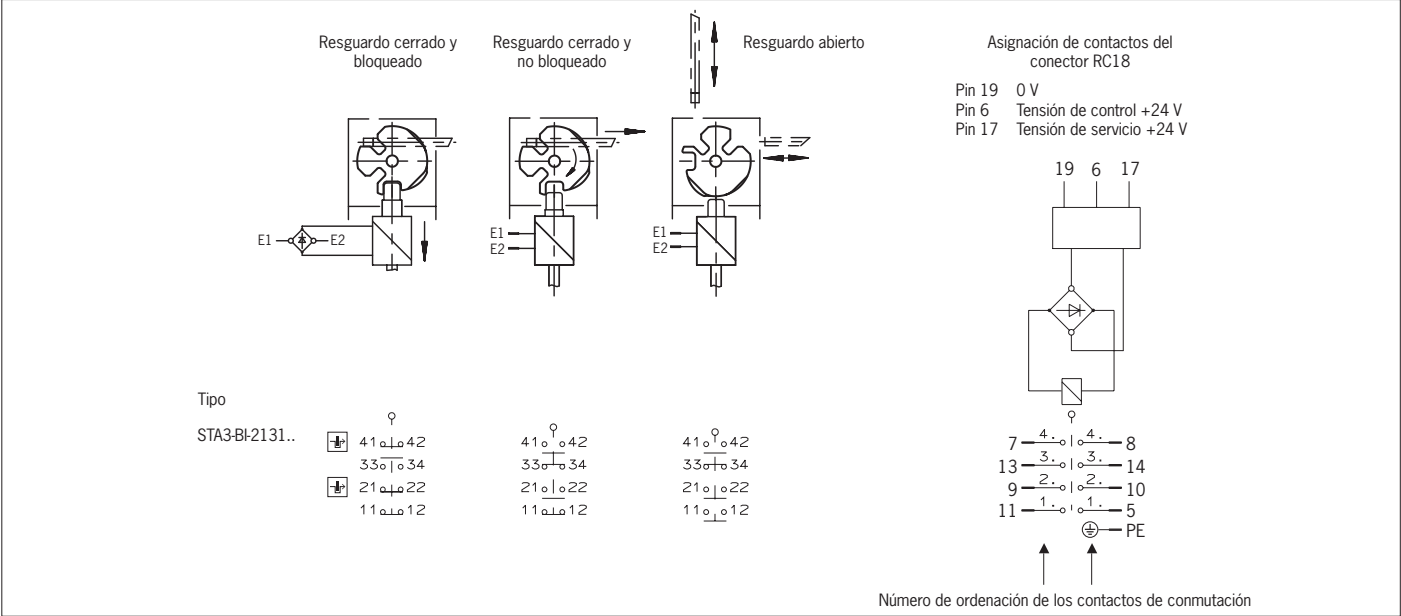 Resguardo cerrado y
bloqueado
Resguardo cerrado y
no bloqueado
Resguardo abierto
Asignación de contactos del
conector RC18
Pin 19 0 V
Pin 6 Tensión de control +24 V
Pin 17 Tensión de servicio +24 V
19 6 17
E1 E2
E1
E2
E1
E2
Tipo
STA3-BI-2131..
41 42
33 34
21 22
11 12
41 42
33 34
21 22
11 12
41 42
33 34
21 22
11 12
7 4. 4. 8
13 3. 3. 14
9 2. 2. 10
11 1. 1. 5
PE
Número de ordenación de los contactos de conmutación